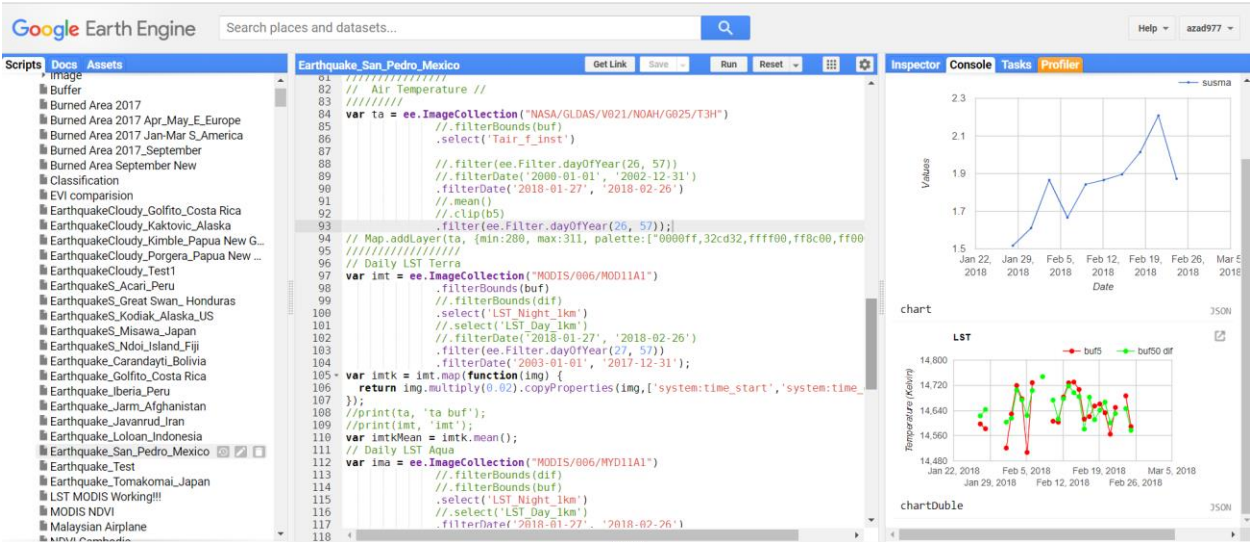 Google Earth Engine
Search places and datasets...
Help
azad977
Scripts Docs Assets
Image
Buffer
Burned Area 2017
Burned Area 2017 Apr_May_E_Europe
Burned Area 2017 Jan-Mar S_America
Burned Area 2017_September
Burned Area September New
Classification
EVI comparision
EarthquakeCloudy_Golfito_Costa Rica
EarthquakeCloudy_Kaktovic_Alaska
EarthquakeCloudy_Kimble_Papua New G...
EarthquakeCloudy_Porgera_Papua New ...
EarthquakeCloudy_Test1
EarthquakeS_Acari_Peru
EarthquakeS_Great Swan_ Honduras
EarthquakeS_Kodiak_Alaska_US
EarthquakeS_Misawa_Japan
EarthquakeS_Ndoi_Island_Fiji
Earthquake_Carandayti_Bolivia
Earthquake_Golfito_Costa Rica
Earthquake_Iberia_Peru
Earthquake_Jarm_Afghanistan
Earthquake_Javanrud_Iran
Earthquake_Loloan_Indonesia
Earthquake_San_Pedro_Mexico
Earthquake_Test
Earthquake_Tomakomai_Japan
LST MODIS Working!!!
MODIS NDVI
Malaysian Airplane
NDVI Cambodia
Earthquake_San_Pedro_Mexico
Get Link Save Run Reset
81 ////////////////
82 // Air Temperature //
83 /////////
84 var ta = ee.ImageCollection("NASA/GLDAS/V021/NOAH/G025/T3H")
85 //.filterBounds(buf)
86 .select('Tair_f_inst')
87
88 //.filter(ee.Filter.dayOfYear(26, 57))
89 //.filterDate('2000-01-01', '2002-12-31')
90 .filterDate('2018-01-27', '2018-02-26')
91 //.mean()
92 //.clip(b5)
93 .filter(ee.Filter.dayOfYear(26, 57));
94 // Map.addLayer(ta, {min:280, max:311, palette:["0000ff,32cd32,ffff00,ff8c00,ff00
95 //////////////////
96 // Daily LST Terra
97 var imt = ee.ImageCollection("MODIS/006/MOD11A1")
98 .filterBounds(buf)
99 //.filterBounds(dif)
100 .select('LST_Night_1km')
101 //.select('LST_Day_1km')
102 //.filterDate('2018-01-27', '2018-02-26')
103 .filter(ee.Filter.dayOfYear(27, 57))
104 .filterDate('2003-01-01', '2017-12-31');
105 var imtk = imt.map(function(img) {
106 return img.multiply(0.02).copyProperties(img,['system:time_start','system:time_
107 });
108 //print(ta, 'ta buf');
109 //print(imt, 'imt');
110 var imtkMean = imtk.mean();
111 // Daily LST Aqua
112 var ima = ee.ImageCollection("MODIS/006/MYD11A1")
113 //.filterBounds(dif)
114 //.filterBounds(buf)
115 .select('LST_Night_1km')
116 //.select('LST_Day_1km')
117 .filterDate('2018-01-27', '2018-02-26')
118
Inspector Console Tasks Profiler
susma
2.3
2.1
1.9
1.7
1.5
Values
Jan 22, 2018
Jan 29, 2018
Feb 5, 2018
Feb 12, 2018
Feb 19, 2018
Feb 26, 2018
Mar 5
2018
Date
chart
JSON
LST
buf5 buf50 dif
14,800
14,720
14,640
14,560
14,480
Temperature (Kelvin)
Jan 22, 2018 Feb 5, 2018 Feb 19, 2018 Mar 5, 2018
Jan 29, 2018 Feb 12, 2018 Feb 26, 2018
chartDuble
JSON